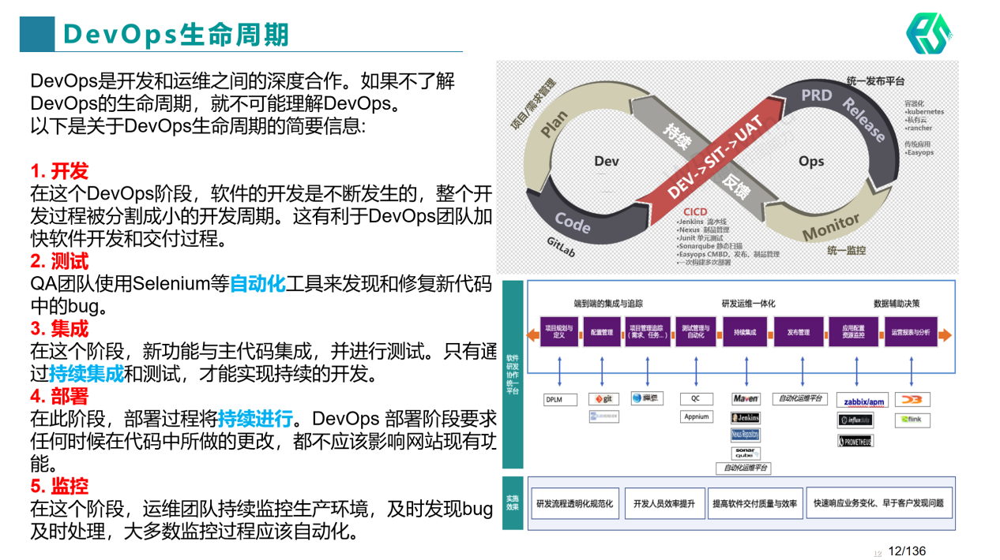 DevOps生命周期
DevOps是开发和运维之间的深度合作。如果不了解
DevOps的生命周期，就不可能理解DevOps。
以下是关于DevOps生命周期的简要信息:
1. 开发
在这个DevOps阶段，软件的开发是不断发生的，整个开
发过程被分割成小的开发周期。这有利于DevOps团队加
快软件开发和交付过程。
2. 测试
QA团队使用Selenium等自动化工具来发现和修复新代码
中的bug。
3. 集成
在这个阶段，新功能与主代码集成，并进行测试。只有通
过持续集成和测试，才能实现持续的开发。
4. 部署
在此阶段，部署过程将持续进行。DevOps 部署阶段要求
任何时候在代码中所做的更改，都不应该影响网站现有功
能。
5. 监控
在这个阶段，运维团队持续监控生产环境，及时发现bug
及时处理，大多数监控过程应该自动化。
项目/需求管理
Plan
Dev
Code
GitLab
持续
反馈
DEV->SIT->UAT
PRD
Release
统一发布平台
容器化
•kubernetes
•私有云
•rancher
传统应用
•Easyops
Ops
Monitor
统一监控
CICD
•Jenkins 流水线
•Nexus 制品管理
•Junit 单元测试
•Sonarqube 静态扫描
•Easyops CMBD、发布、制品管理
•一次构建多次部署
软件
研发
协作
统一
平台
端到端的集成与追踪
研发运维一体化
数据辅助决策
项目规划与
定义
配置管理
项目管理追踪
（需求、任务...）
测试管理与
自动化
持续集成
发布管理
应用配置
资源监控
运营报表与分析
DPLM
git
禅道
QC
Appnium
Maven
Jenkins
Nexus Repository
sonar
qube
自动化运维平台
自动化运维平台
zabbix/apm
influxdata
PROMETHEUS
D3
flink
实施
效果
研发流程透明化规范化
开发人员效率提升
提高软件交付质量与效率
快速响应业务变化、早于客户发现问题
12
12/136